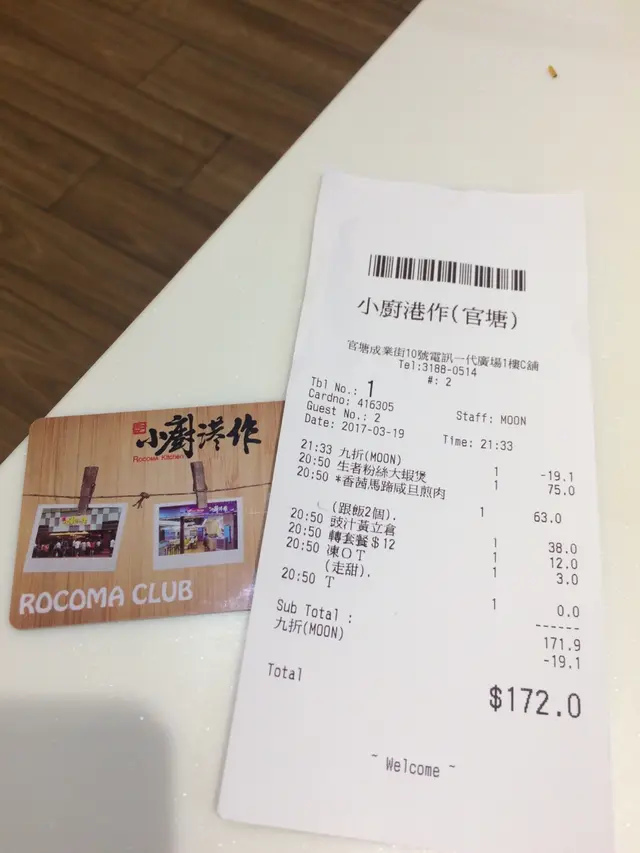 小廚港作
ROCOMA Kitchen
ROCOMA CLUB
小廚港作(官塘)
官塘成業街10號電訊一代廣場1樓C舖
Tel:3188-0514
#: 2
Tbl No.: 1
Cardno: 416305
Staff: MOON
Guest No.: 2
Date: 2017-03-19 Time: 21:33
21:33 九折(MOON) 1 -19.1
20:50 生者粉絲大蝦煲 1 75.0
20:50 *香茜馬蹄咸旦煎肉 1 63.0
(跟飯2個).
20:50 豉汁黃立倉 1 38.0
20:50 轉套餐$12 1 12.0
20:50 凍OT 1 3.0
(走甜).
20:50 T 1 0.0
------
Sub Total : 171.9
九折(MOON) -19.1
Total $172.0
~ Welcome ~